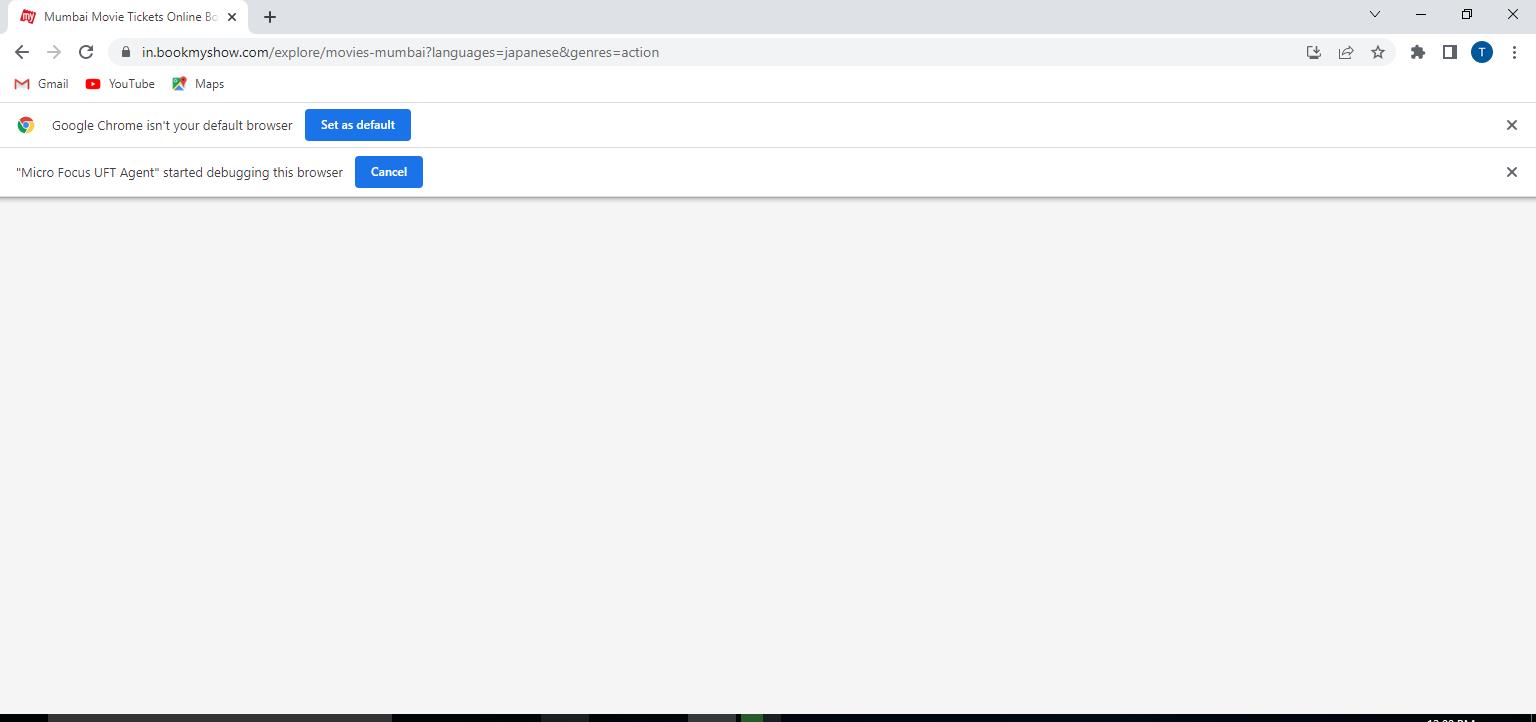 my Mumbai Movie Tickets Online Bo
in.bookmyshow.com/explore/movies-mumbai?languages=japanese&genres=action
T
Gmail YouTube Maps
Google Chrome isn't your default browser Set as default
"Micro Focus UFT Agent" started debugging this browser Cancel